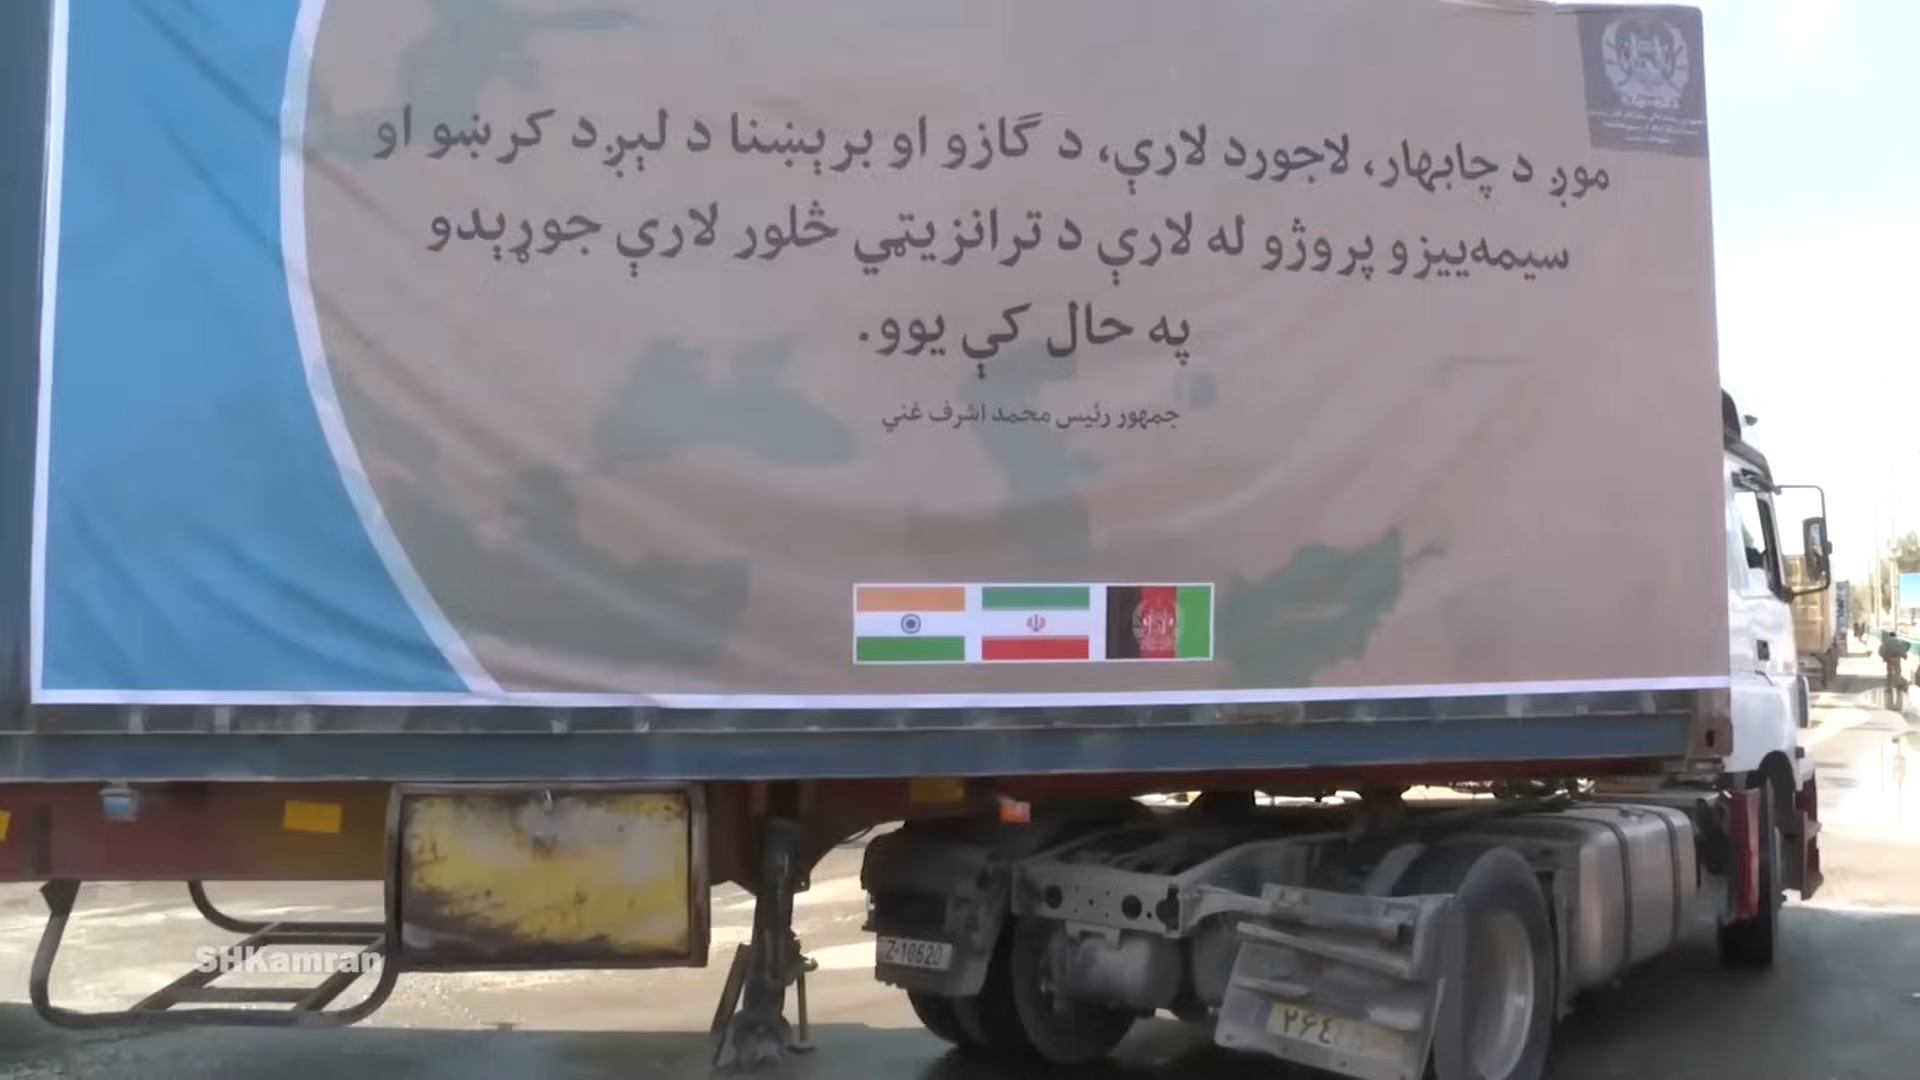 موږ د چابهار، لاجورد لارې، د ګازو او برېښنا د لېږد کرښو او
سیمه‌ییزو پروژو له لارې د ترانزیټي څلور لارې جوړېدو
په حال کې یوو.
جمهور رئیس محمد اشرف غني
Z-10620
SHKamran